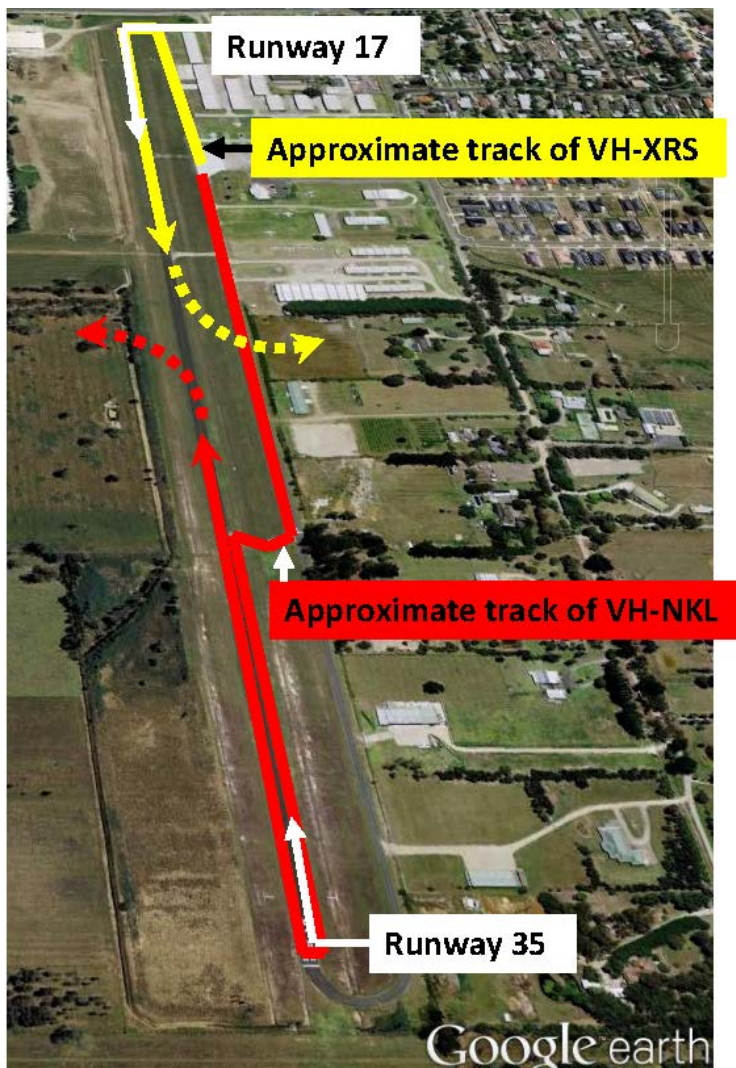 Runway 17
Approximate track of VH-XRS
Approximate track of VH-NKL
Runway 35
Google earth